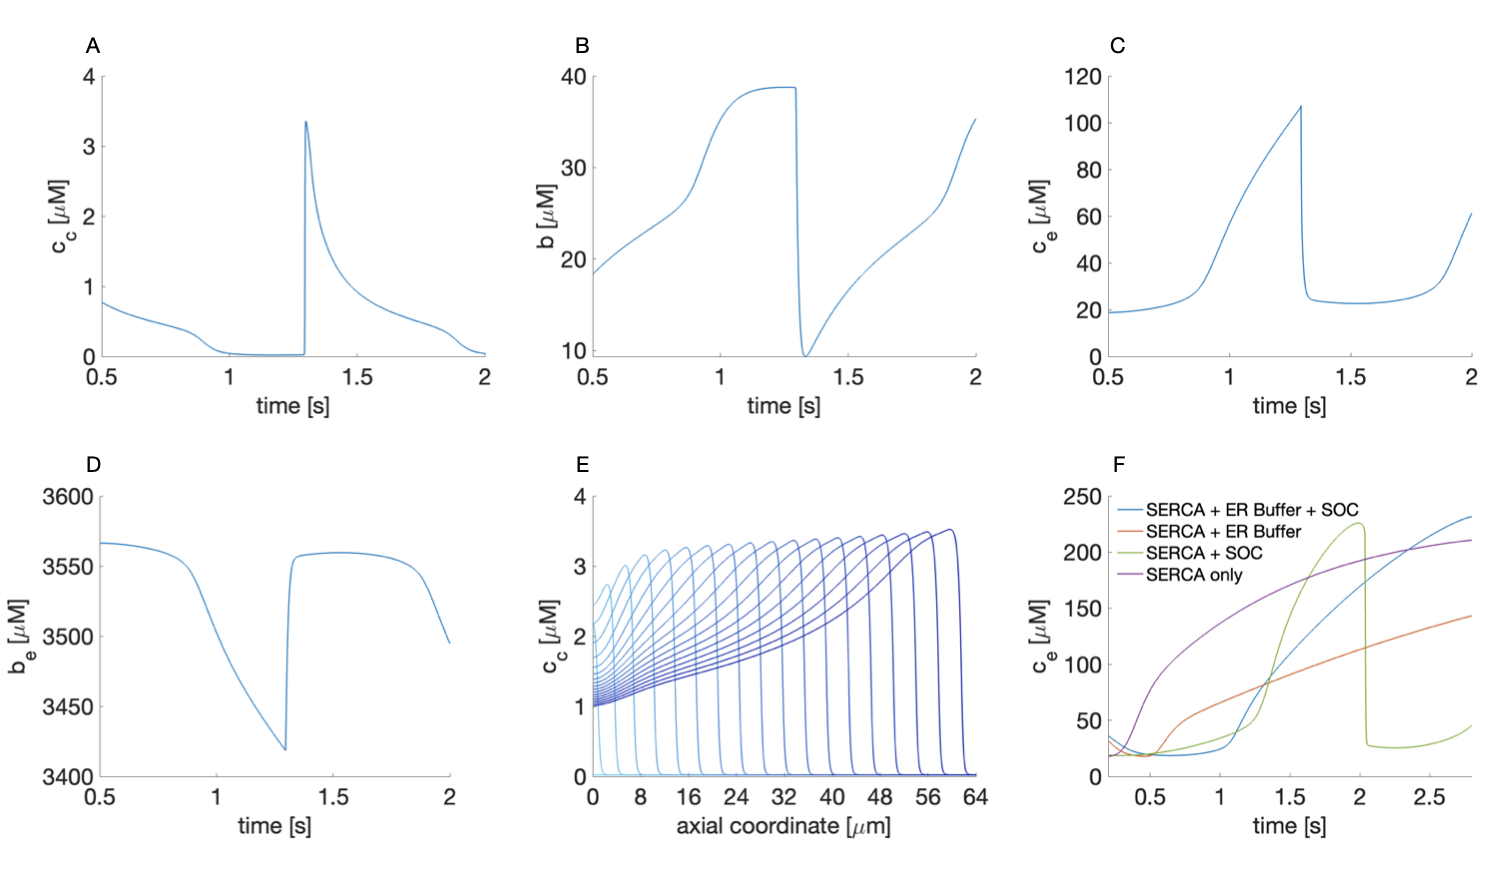 A
B
C
4
3
2
1
0
c_c [μM]
0.5
1
1.5
2
time [s]
40
30
20
10
b [μM]
0.5
1
1.5
2
time [s]
120
100
80
60
40
20
0
c_e [μM]
0.5
1
1.5
2
time [s]
D
E
F
3600
3550
3500
3450
3400
b_e [μM]
0.5
1
1.5
2
time [s]
4
3
2
1
0
c_c [μM]
0
8
16
24
32
40
48
56
64
axial coordinate [μm]
250
200
150
100
50
0
c_e [μM]
SERCA + ER Buffer + SOC
SERCA + ER Buffer
SERCA + SOC
SERCA only
0.5
1
1.5
2
2.5
time [s]